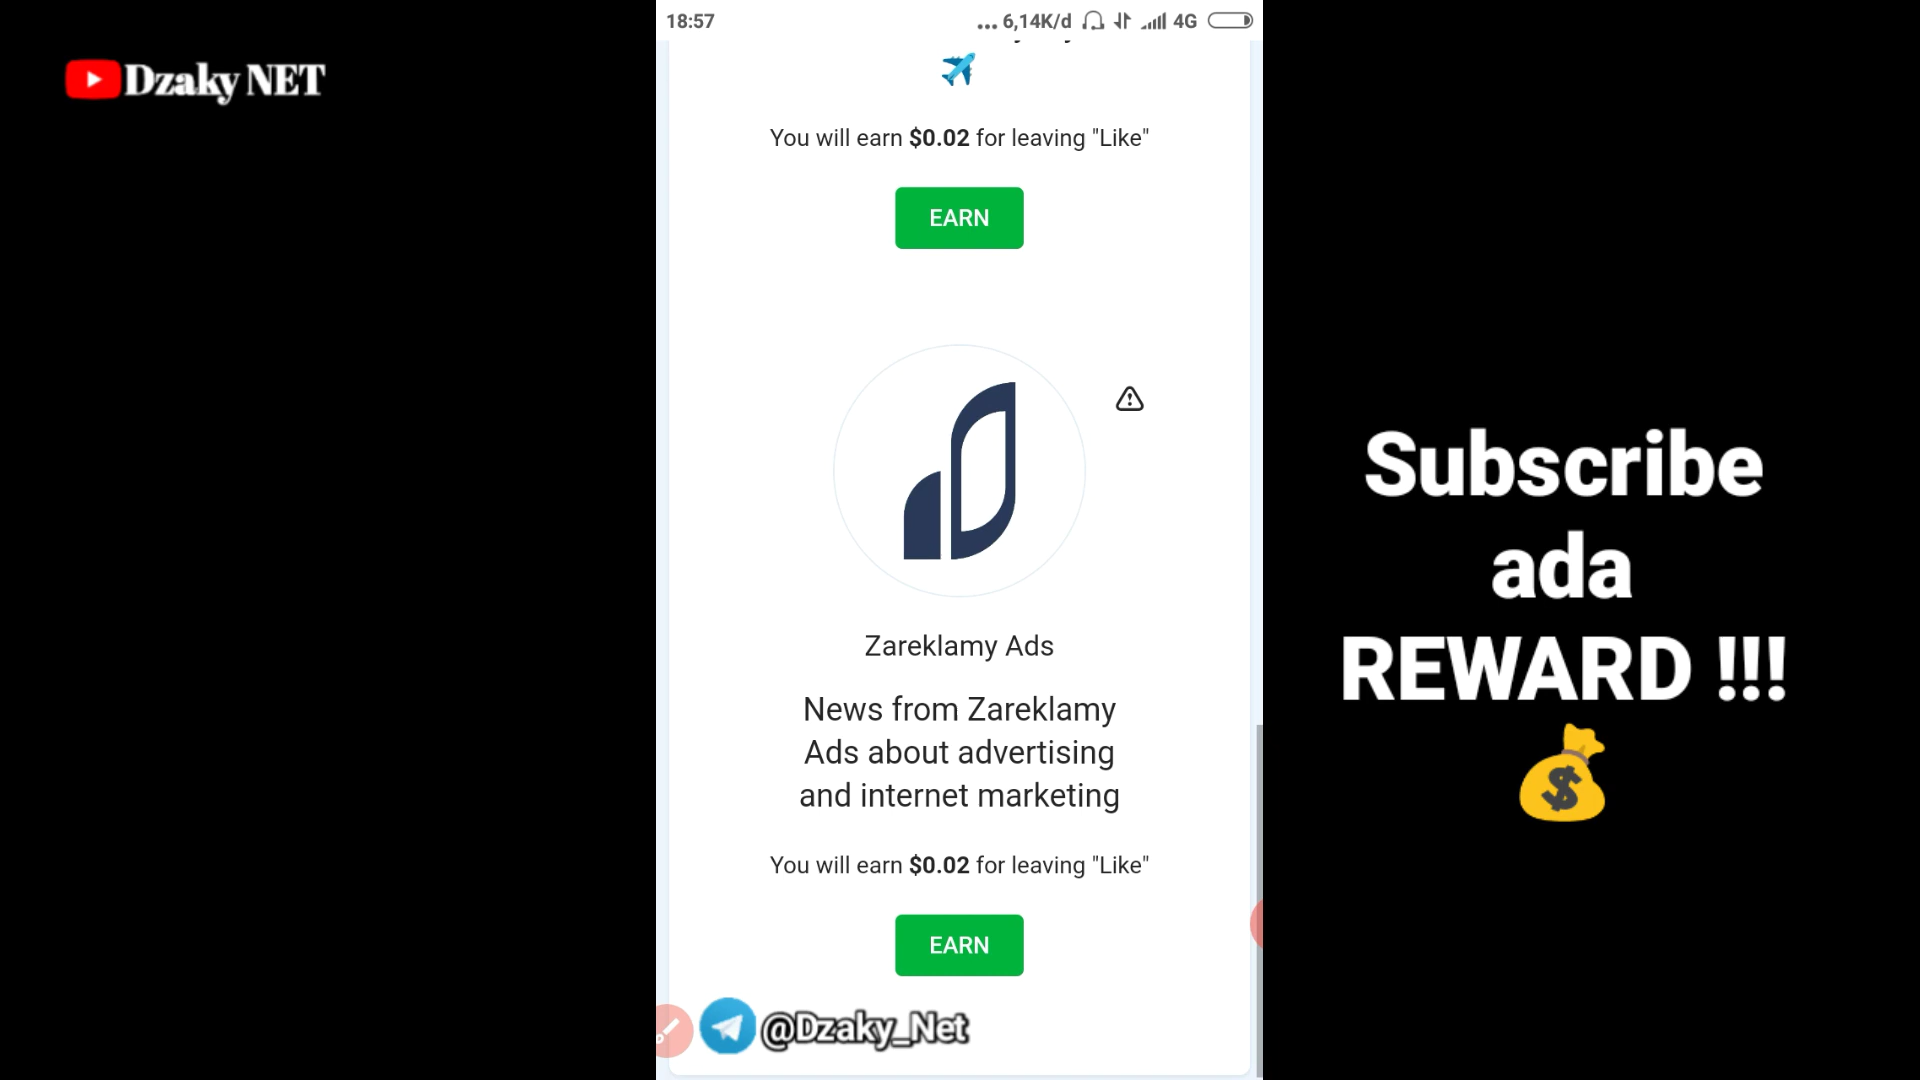 Dzaky NET
18:57
... 6,14K/d 4G
You will earn $0.02 for leaving "Like"
EARN
Zareklamy Ads
News from Zareklamy
Ads about advertising
and internet marketing
You will earn $0.02 for leaving "Like"
EARN
@Dzaky_Net
Subscribe
ada
REWARD !!!